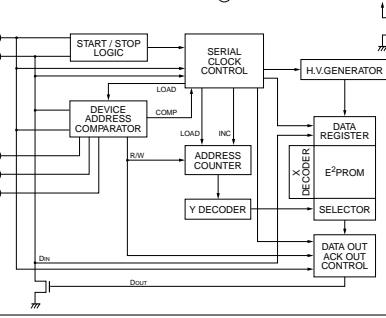 START / STOP
LOGIC
SERIAL
CLOCK
CONTROL
H.V.GENERATOR
LOAD
COMP
DEVICE
ADDRESS
COMPARATOR
LOAD
INC
DATA
REGISTER
R/W
ADDRESS
COUNTER
X
DECODER
E2PROM
Y DECODER
SELECTOR
DATA OUT
ACK OUT
CONTROL
DIN
DOUT